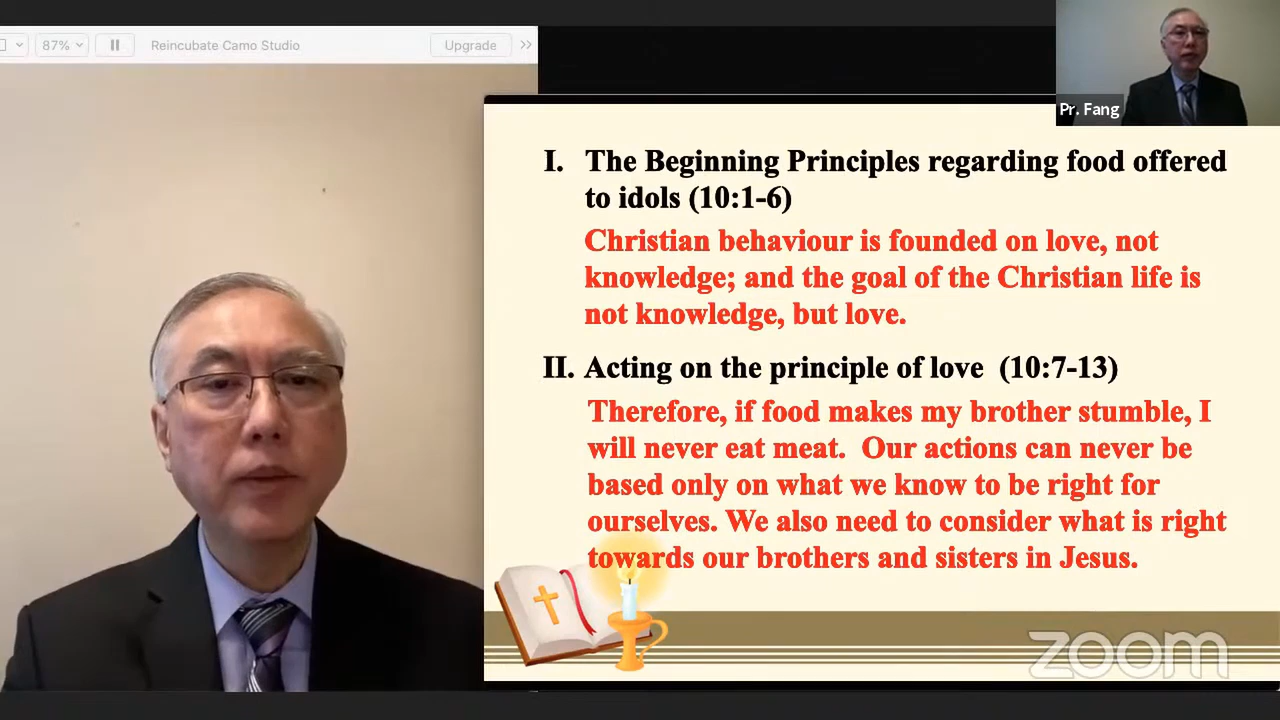 87%
Reincubate Camo Studio
Upgrade
Pr. Fang
I. The Beginning Principles regarding food offered
to idols (10:1-6)
Christian behaviour is founded on love, not
knowledge; and the goal of the Christian life is
not knowledge, but love.
II. Acting on the principle of love (10:7-13)
Therefore, if food makes my brother stumble, I
will never eat meat. Our actions can never be
based only on what we know to be right for
ourselves. We also need to consider what is right
towards our brothers and sisters in Jesus.
zoom